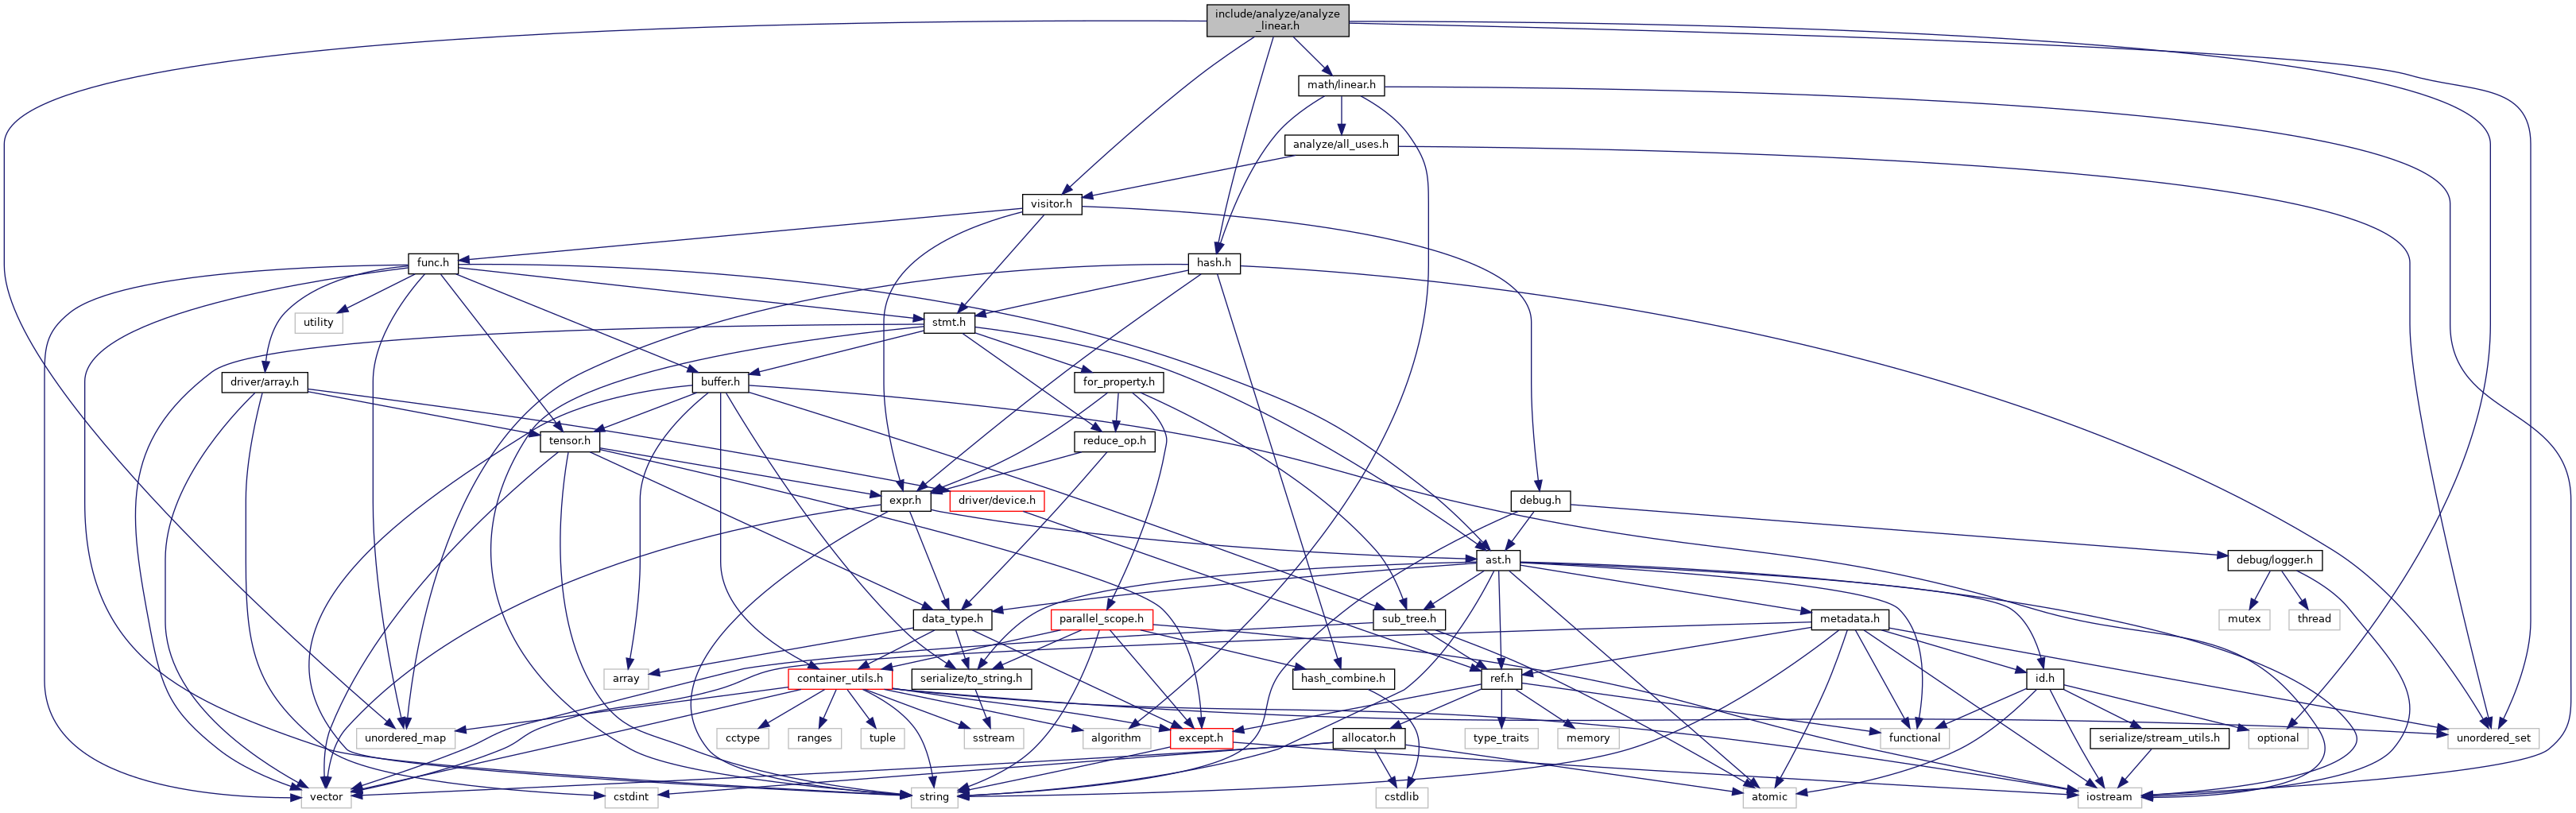 include/analyze/analyze
_linear.h
math/linear.h
analyze/all_uses.h
visitor.h
func.h
hash.h
utility
stmt.h
driver/array.h
buffer.h
for_property.h
tensor.h
reduce_op.h
expr.h
driver/device.h
debug.h
ast.h
debug/logger.h
data_type.h
parallel_scope.h
sub_tree.h
metadata.h
mutex
thread
array
container_utils.h
serialize/to_string.h
hash_combine.h
ref.h
id.h
unordered_map
cctype
ranges
tuple
sstream
algorithm
except.h
allocator.h
type_traits
memory
functional
serialize/stream_utils.h
optional
unordered_set
vector
cstdint
string
cstdlib
atomic
iostream